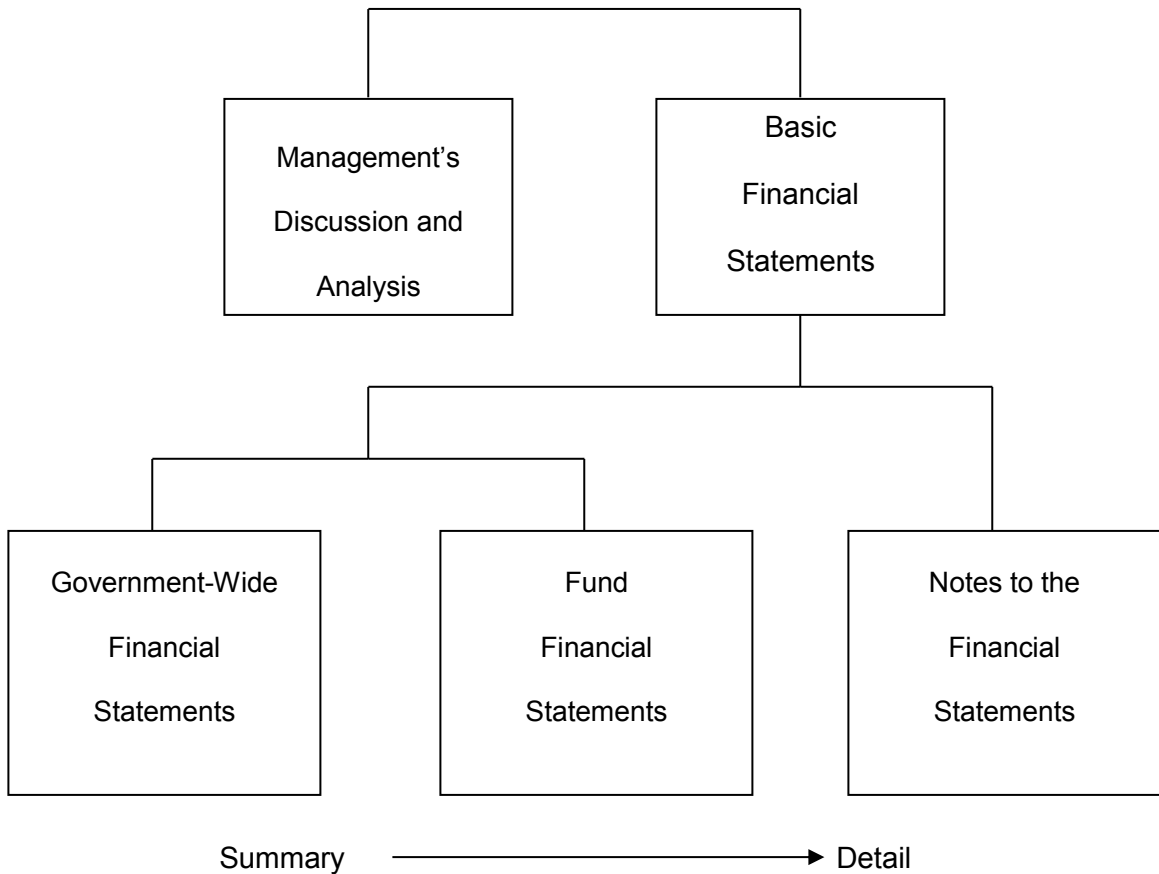 Management’s
Discussion and
Analysis
Basic
Financial
Statements
Government-Wide
Financial
Statements
Fund
Financial
Statements
Notes to the
Financial
Statements
Summary
Detail